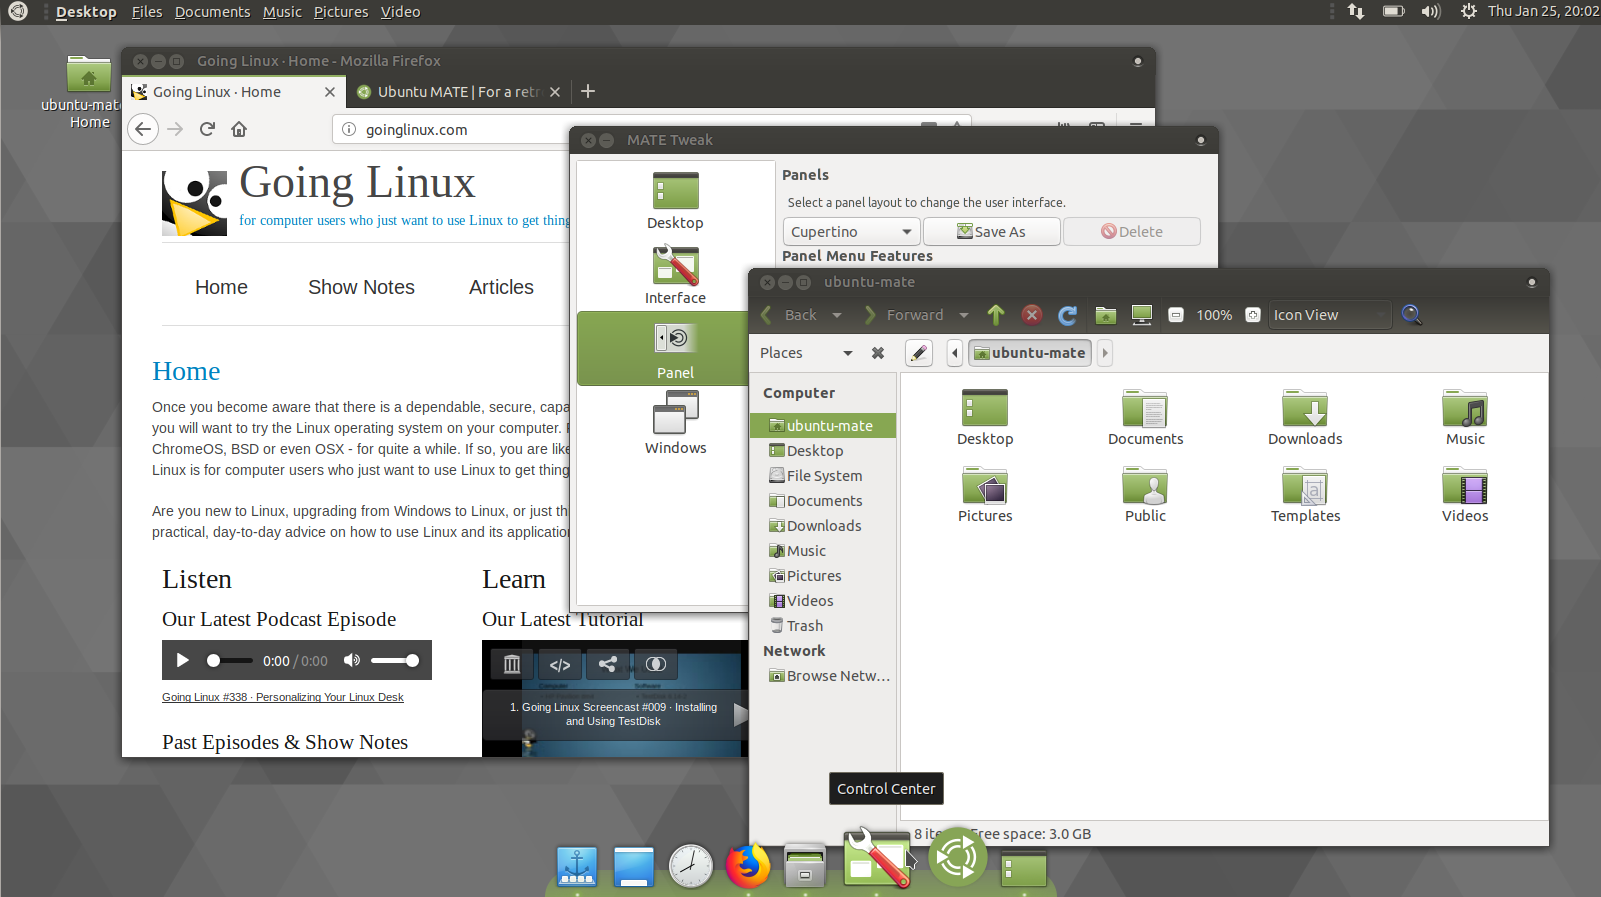 Desktop Files Documents Music Pictures Video
Thu Jan 25, 20:02
ubuntu-mate
Home
Going Linux · Home - Mozilla Firefox
Going Linux · Home
Ubuntu MATE | For a retr
goinglinux.com
Going Linux
for computer users who just want to use Linux to get thing
Home Show Notes Articles
Home
Once you become aware that there is a dependable, secure, capa
you will want to try the Linux operating system on your computer.
ChromeOS, BSD or even OSX - for quite a while. If so, you are like
Linux is for computer users who just want to use Linux to get thing
Are you new to Linux, upgrading from Windows to Linux, or just th
practical, day-to-day advice on how to use Linux and its application
Listen
Our Latest Podcast Episode
0:00 / 0:00
Going Linux #338 · Personalizing Your Linux Desk
Past Episodes & Show Notes
Learn
Our Latest Tutorial
1. Going Linux Screencast #009 · Installing
and Using TestDisk
MATE Tweak
Desktop
Interface
Panel
Windows
Panels
Select a panel layout to change the user interface.
Cupertino Save As Delete
Panel Menu Features
ubuntu-mate
Back Forward 100% Icon View
Places ubuntu-mate
Computer
ubuntu-mate
Desktop
File System
Documents
Downloads
Music
Pictures
Videos
Trash
Network
Browse Netw...
Desktop Documents Downloads Music
Pictures Public Templates Videos
8 ite Free space: 3.0 GB
Control Center